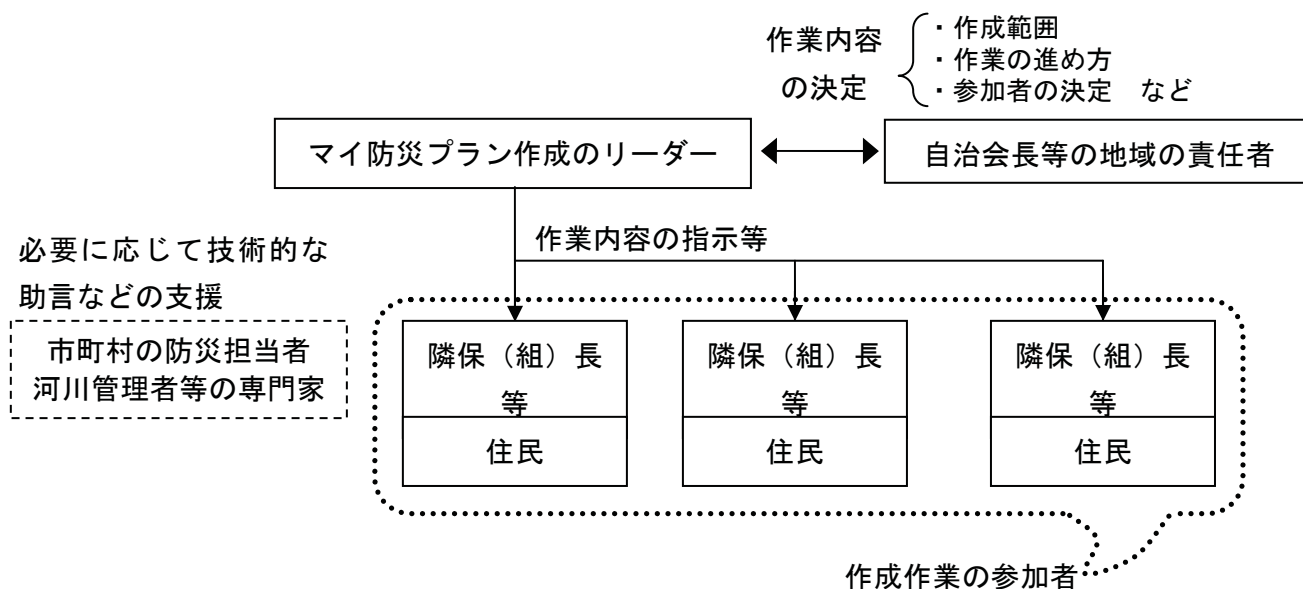 作業内容
の決定
・作成範囲
・作業の進め方
・参加者の決定　など
マイ防災プラン作成のリーダー
自治会長等の地域の責任者
作業内容の指示等
必要に応じて技術的な
助言などの支援
市町村の防災担当者
河川管理者等の専門家
隣保（組）長
等
住民
隣保（組）長
等
住民
隣保（組）長
等
住民
作成作業の参加者